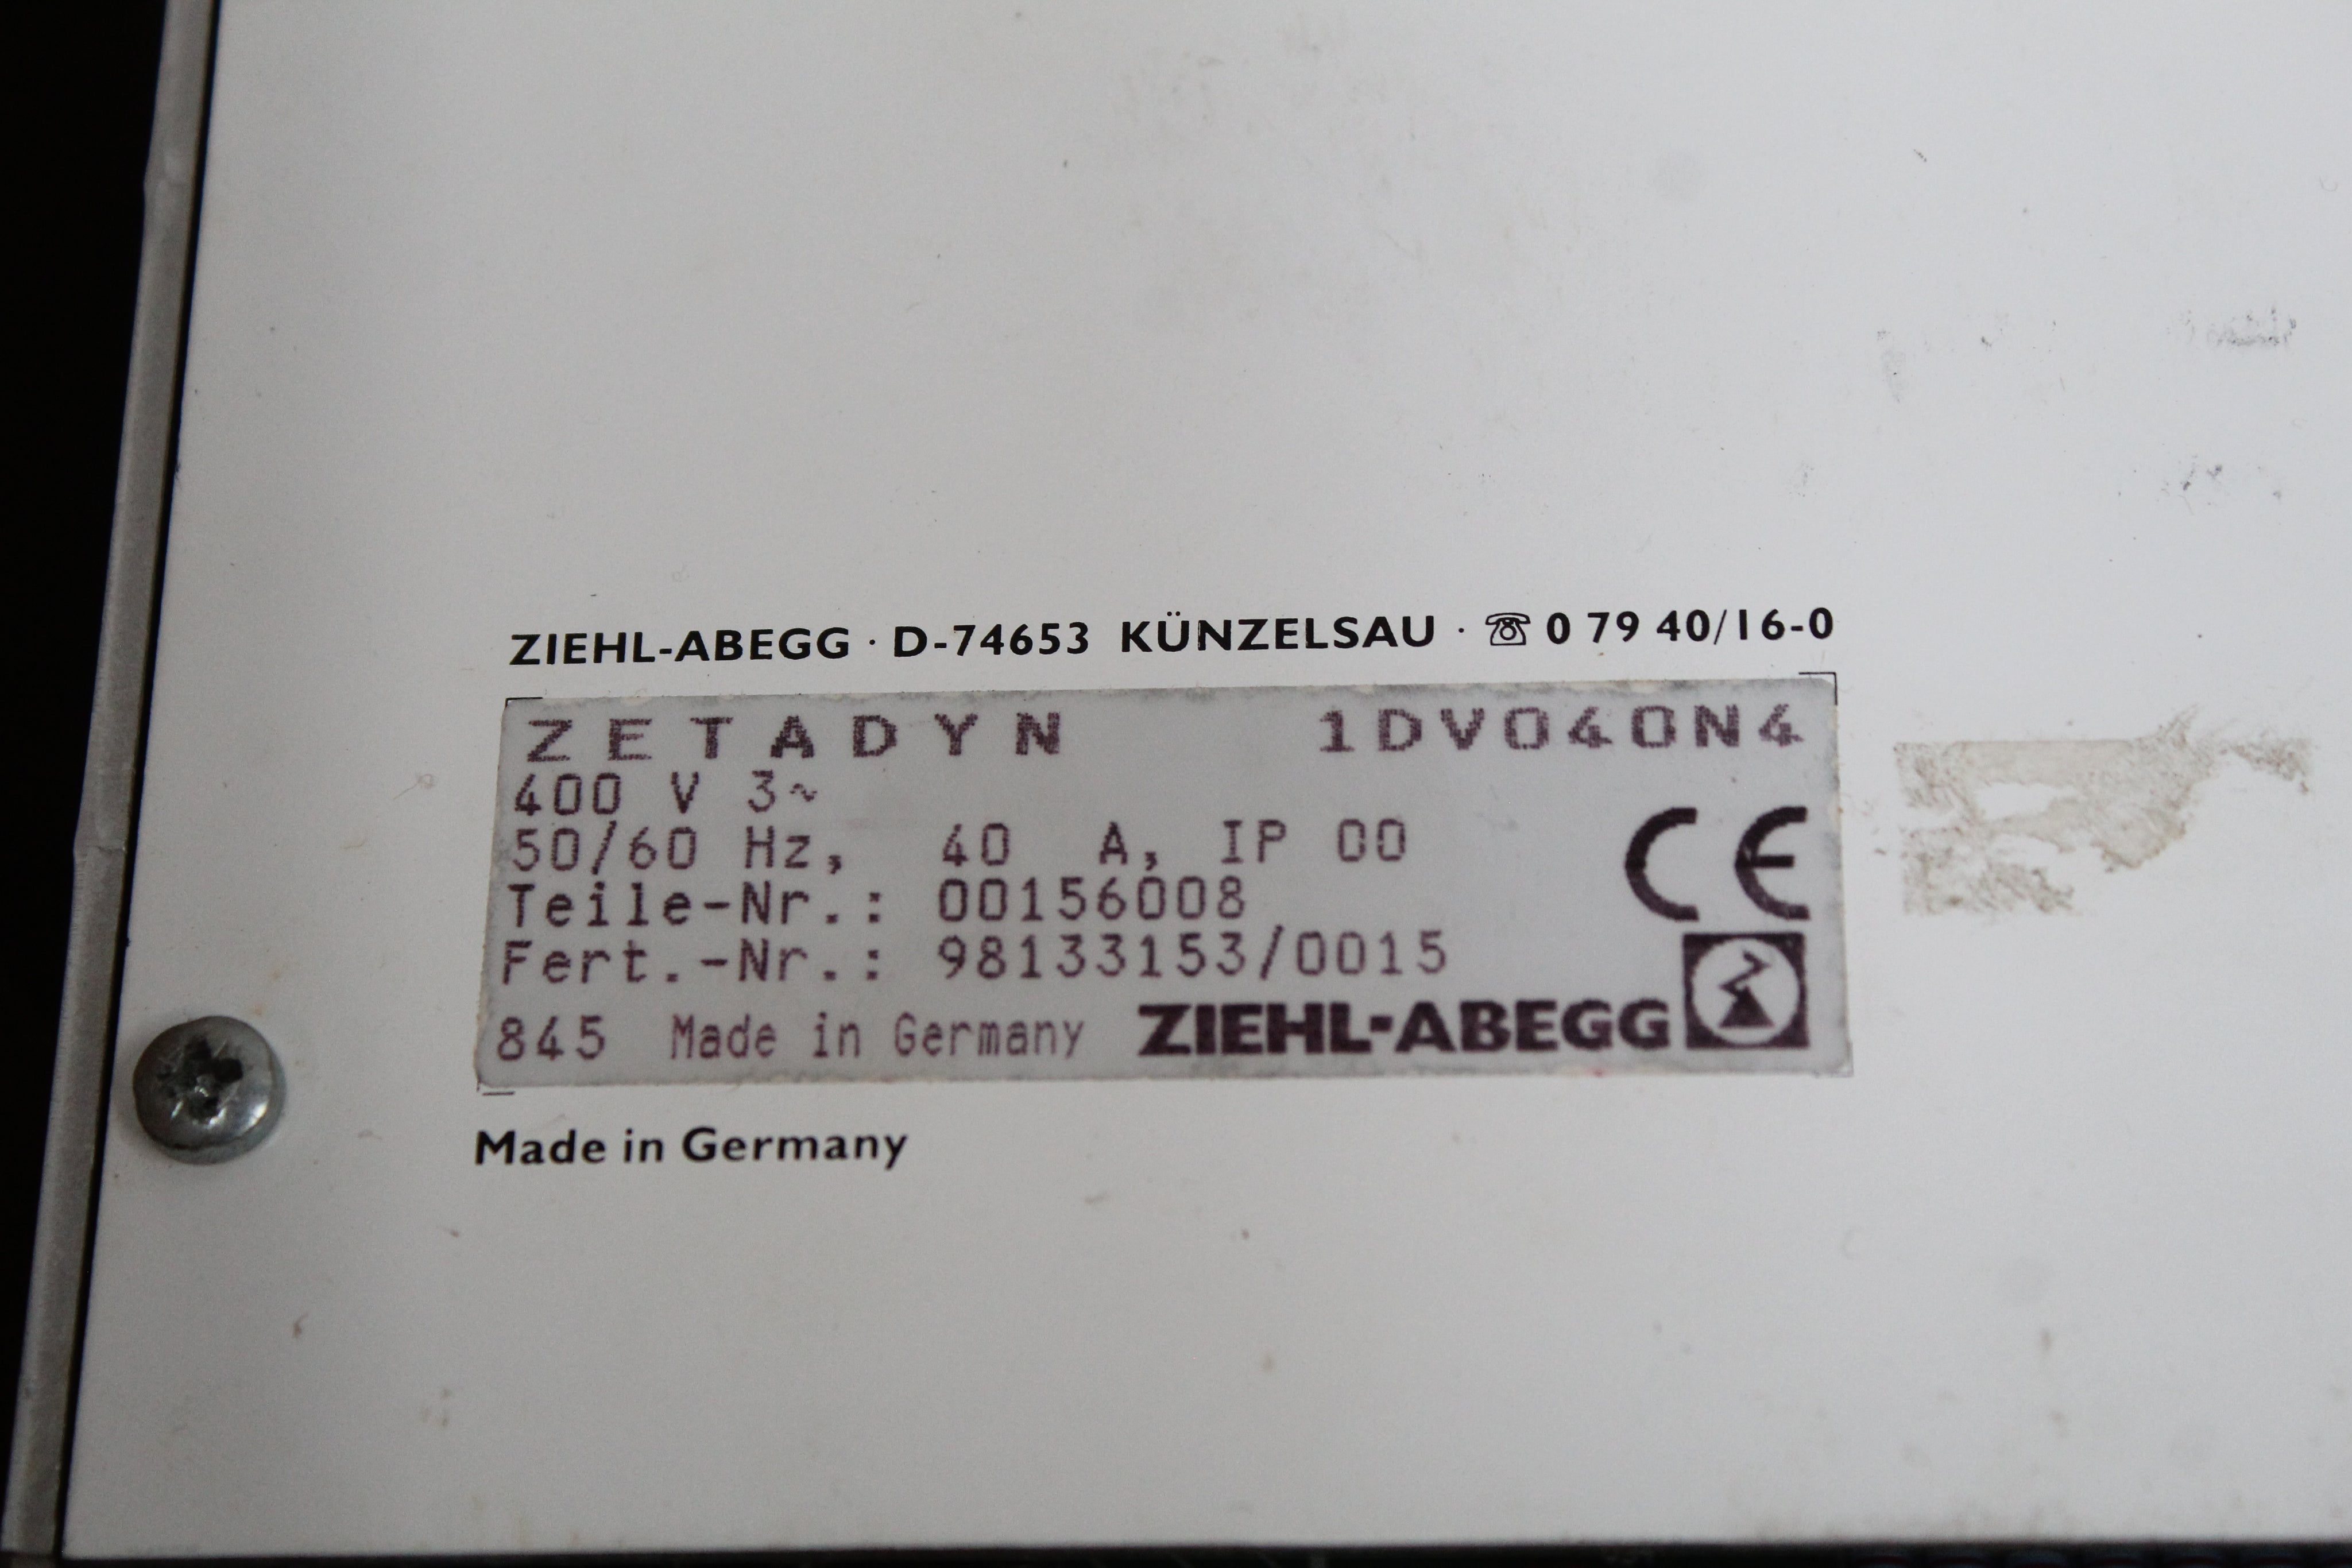 ZIEHL-ABEGG · D-74653 KÜNZELSAU · ☎ 0 79 40/16-0
ZETADYN 1DV040N4
400 V 3~
50/60 Hz, 40 A, IP 00
CE
Teile-Nr.: 00156008
Fert.-Nr.: 98133153/0015
845 Made in Germany ZIEHL-ABEGG
Made in Germany